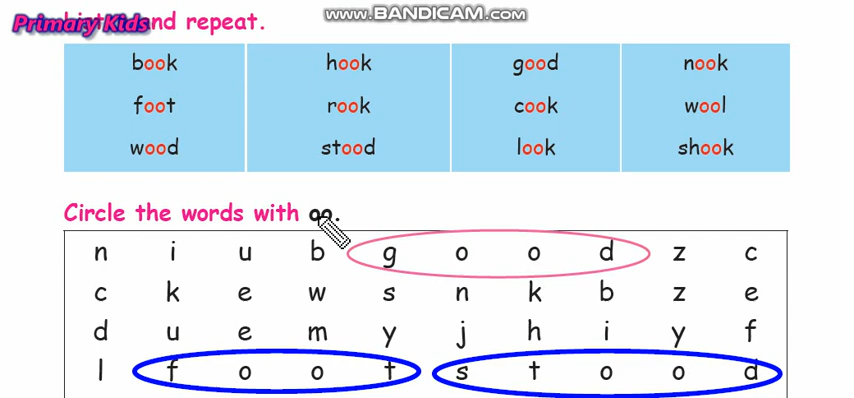 WWW.BANDICAM.COM
Primary Kids
and repeat.
book hook good nook
foot rook cook wool
wood stood look shook
Circle the words with oo.
n i u b g o o d z c
c k e w s n k b z e
d u e m y j h i y f
l f o o t s t o o d